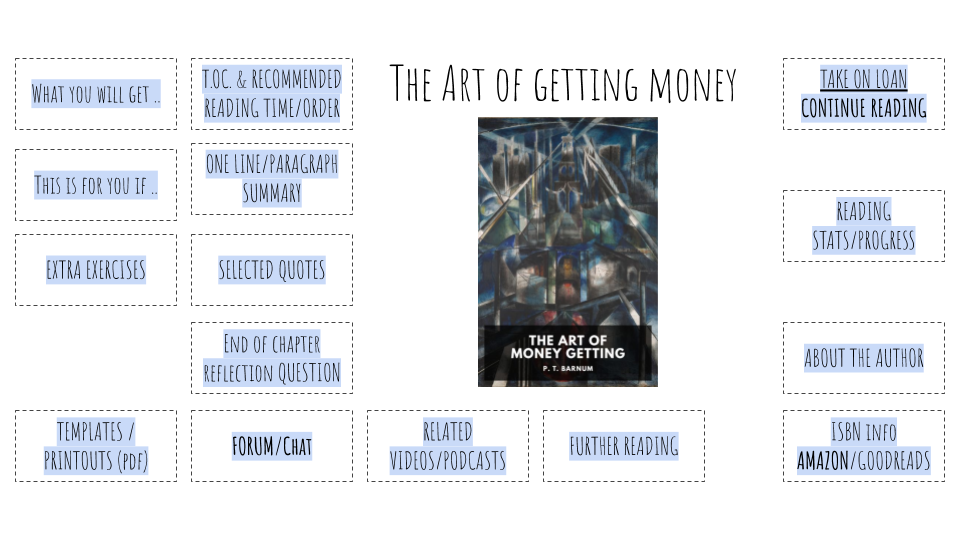 The Art of getting money
What you will get ..
T.O.C. & RECOMMENDED
READING TIME/ORDER
TAKE ON LOAN
CONTINUE READING
This is for you if ..
ONE LINE/PARAGRAPH
SUMMARY
READING
STATS/PROGRESS
EXTRA EXERCISES
SELECTED QUOTES
End of chapter
reflection QUESTION
THE ART OF
MONEY GETTING
P. T. BARNUM
ABOUT THE AUTHOR
TEMPLATES /
PRINTOUTS (pdf)
FORUM/Chat
RELATED
VIDEOS/PODCASTS
FURTHER READING
ISBN info
AMAZON/GOODREADS